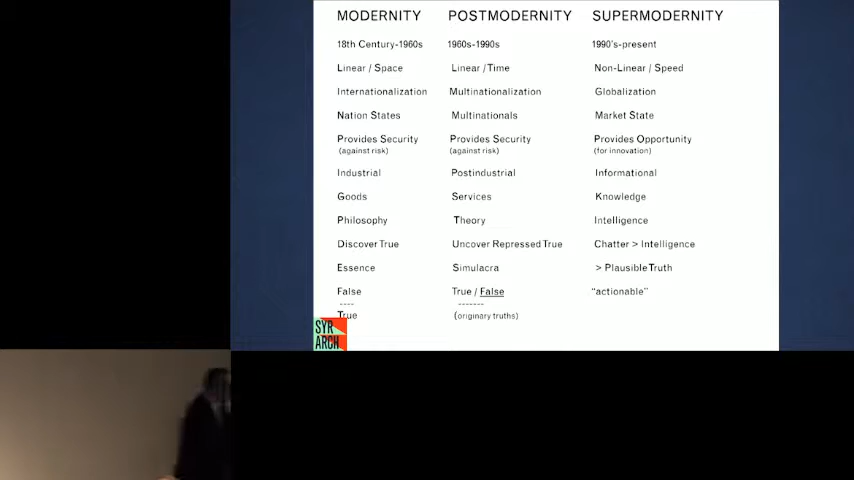 MODERNITY POSTMODERNITY SUPERMODERNITY
18th Century-1960s 1960s-1990s 1990's-present
Linear / Space Linear /Time Non-Linear / Speed
Internationalization Multinationalization Globalization
Nation States Multinationals Market State
Provides Security Provides Security Provides Opportunity
(against risk) (against risk) (for innovation)
Industrial Postindustrial Informational
Goods Services Knowledge
Philosophy Theory Intelligence
Discover True Uncover Repressed True Chatter > Intelligence
Essence Simulacra > Plausible Truth
False True / False “actionable”
---- -------
True (originary truths)
SYR
ARCH